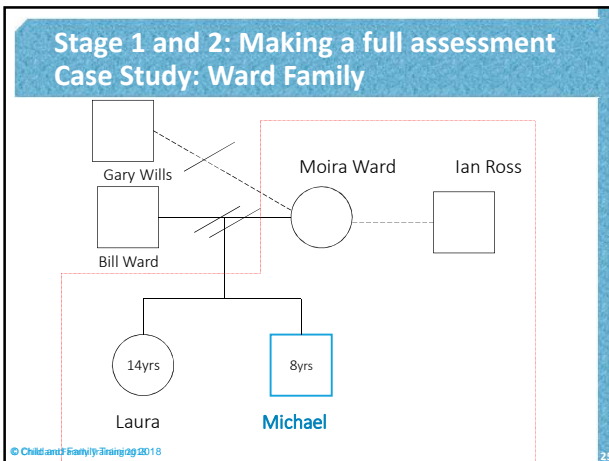 Stage 1 and 2: Making a full assessment
Case Study: Ward Family
Gary Wills
Moira Ward
Ian Ross
Bill Ward
14yrs
8yrs
Laura
Michael